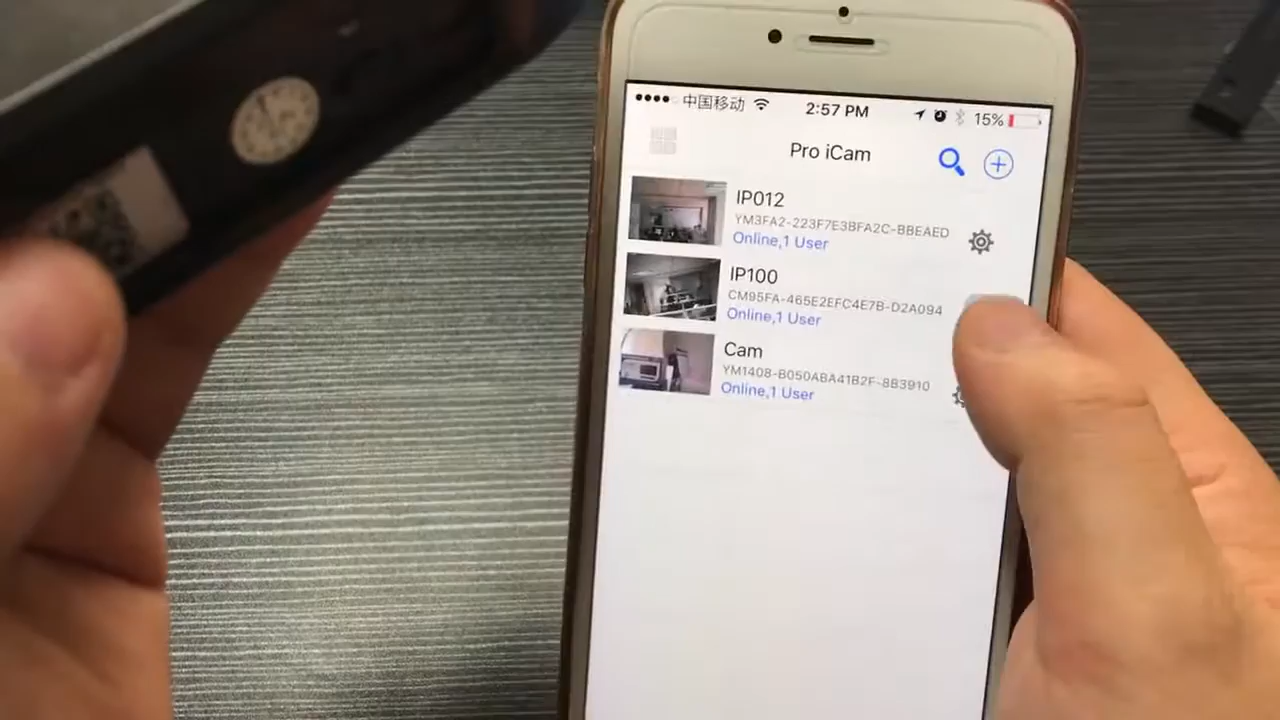 中国移动 2:57 PM 15%
Pro iCam
IP012
YM3FA2-223F7E3BFA2C-BBEAED
Online,1 User
IP100
CM95FA-465E2EFC4E7B-D2A094
Online,1 User
Cam
YM1408-B050ABA41B2F-8B3910
Online,1 User